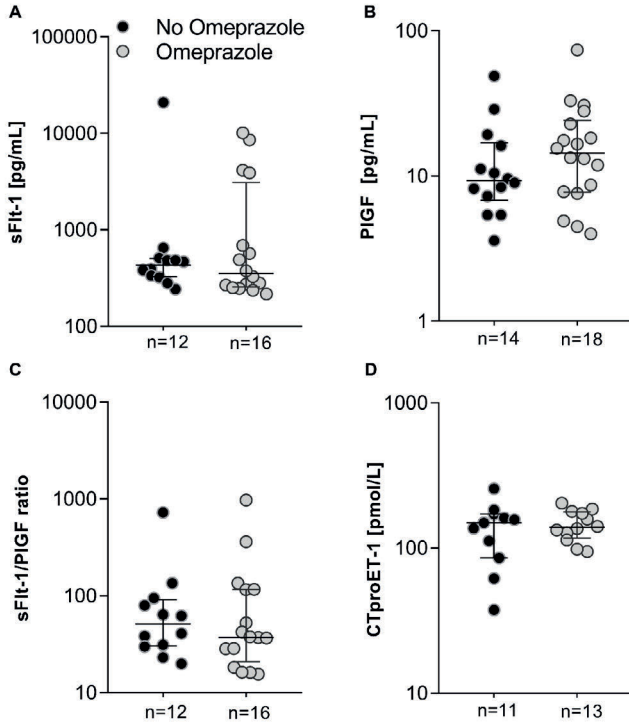 A
No Omeprazole
Omeprazole
sFlt-1 [pg/mL]
100000
10000
1000
100
n=12
n=16
B
PlGF [pg/mL]
100
10
1
n=14
n=18
C
sFlt-1/PlGF ratio
10000
1000
100
10
n=12
n=16
D
CTproET-1 [pmol/L]
1000
100
10
n=11
n=13